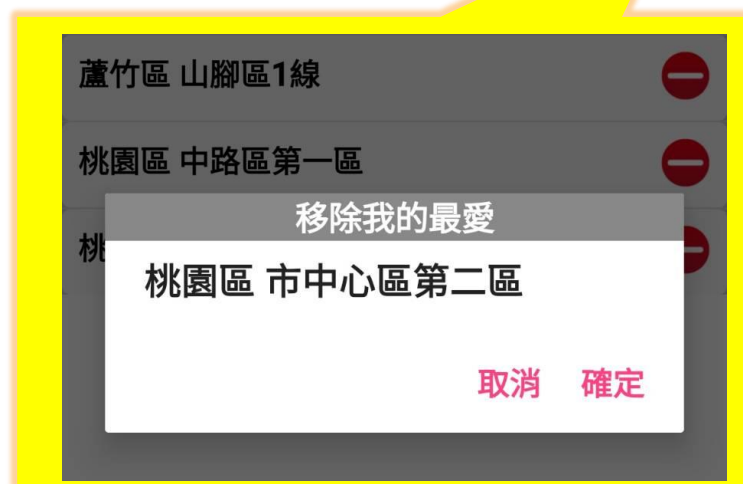 蘆竹區 山腳區1線
桃園區 中路區第一區
移除我的最愛
桃
桃園區 市中心區第二區
取消 確定